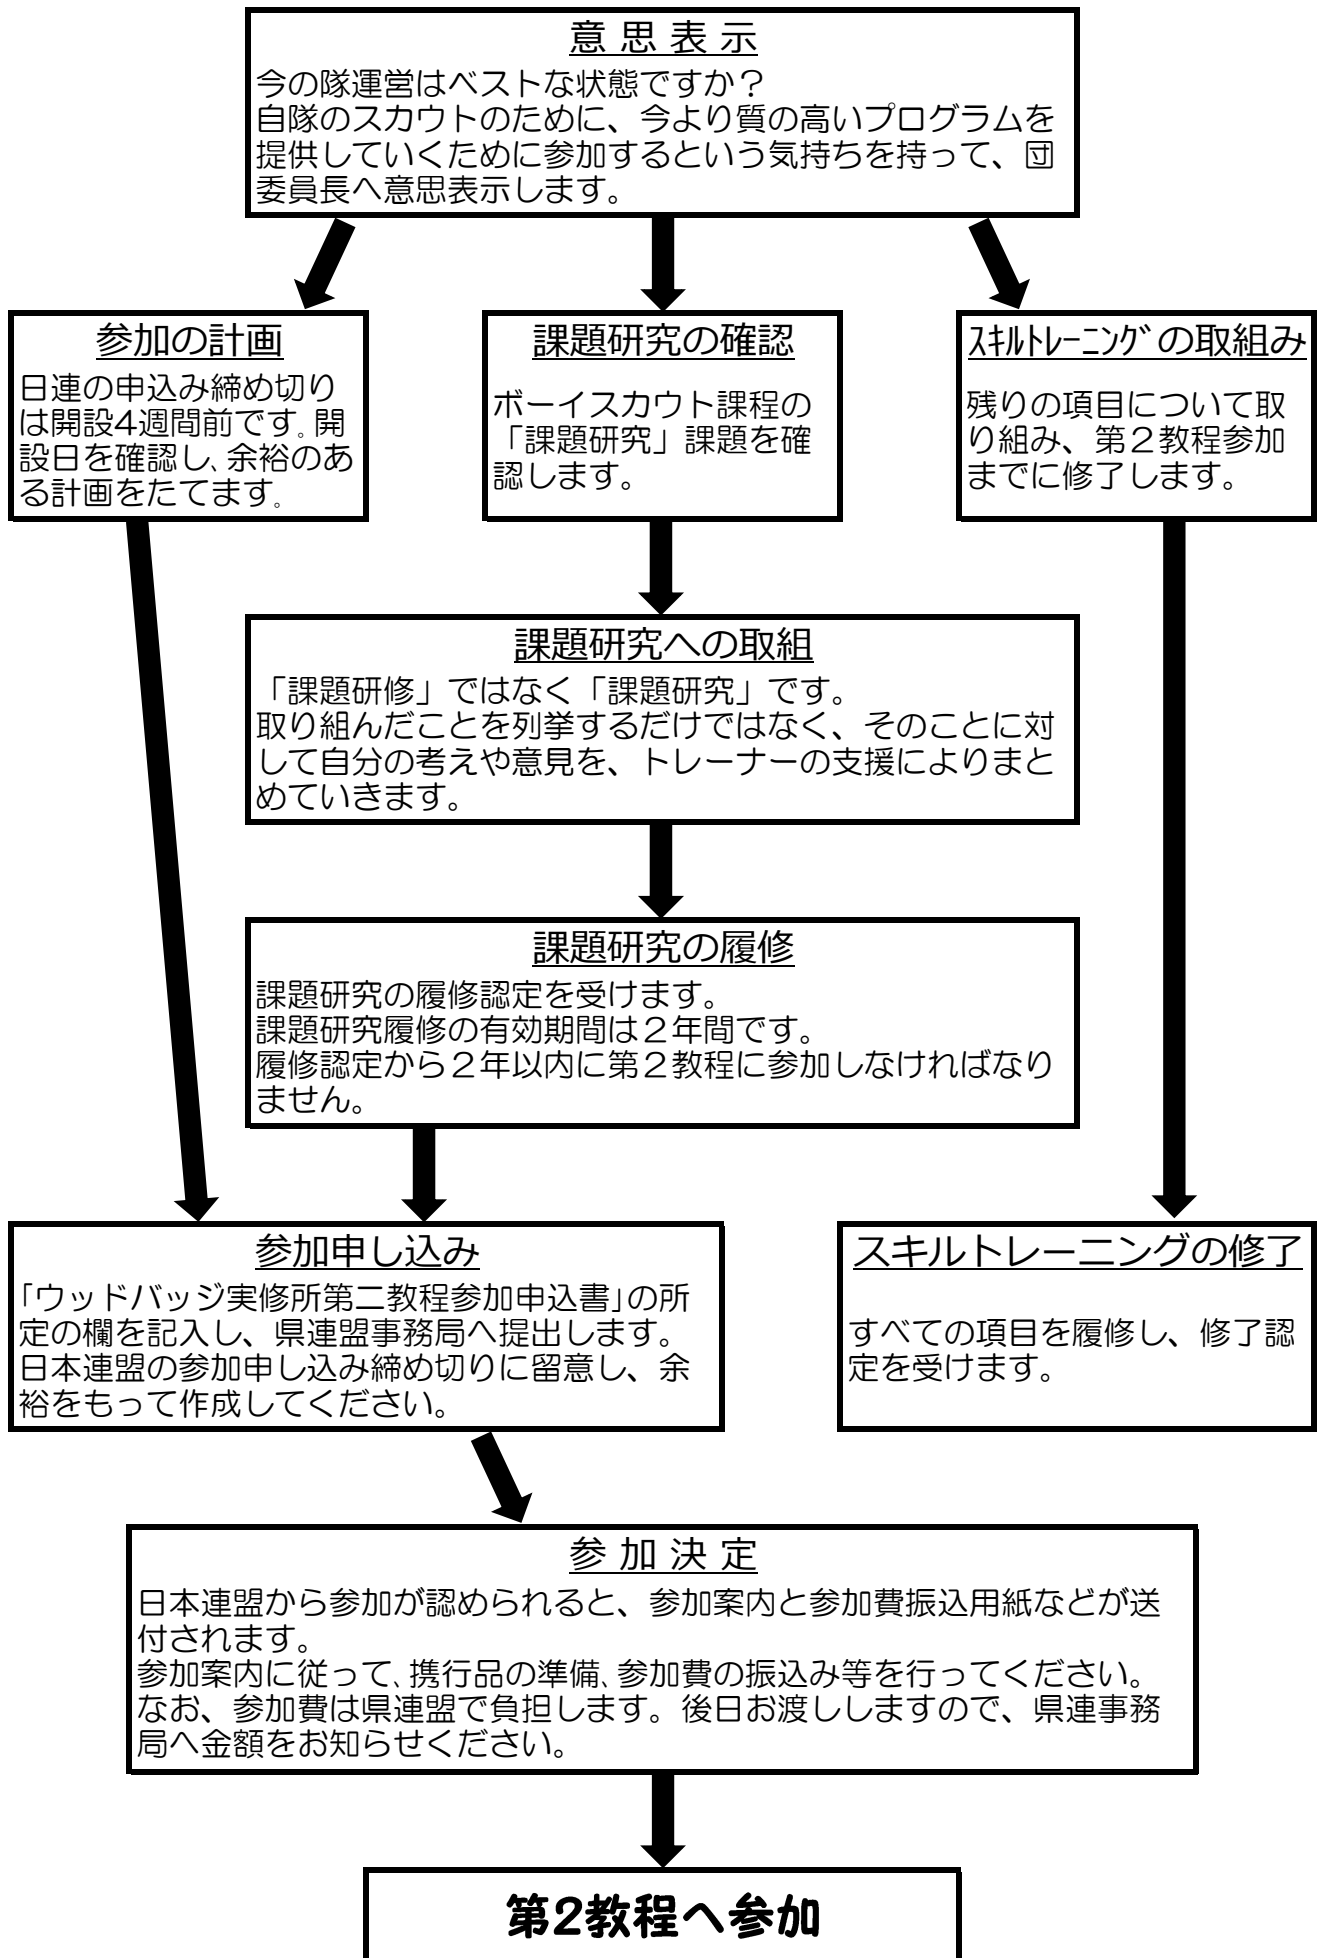 意 思 表 示
今の隊運営はベストな状態ですか？
自隊のスカウトのために、今より質の高いプログラムを
提供していくために参加するという気持ちを持って、団
委員長へ意思表示します。
参加の計画
日連の申込み締め切り
は開設4週間前です。開
設日を確認し、余裕のあ
る計画をたてます。
課題研究の確認
ボーイスカウト課程の
「課題研究」課題を確
認します。
ｽｷﾙﾄﾚｰﾆﾝｸﾞの取組み
残りの項目について取
り組み、第２教程参加
までに修了します。
課題研究への取組
「課題研修」ではなく「課題研究」です。
取り組んだことを列挙するだけではなく、そのことに対
して自分の考えや意見を、トレーナーの支援によりまと
めていきます。
課題研究の履修
課題研究の履修認定を受けます。
課題研究履修の有効期間は２年間です。
履修認定から２年以内に第２教程に参加しなければなり
ません。
参加申し込み
｢ウッドバッジ実修所第二教程参加申込書｣の所
定の欄を記入し、県連盟事務局へ提出します。
日本連盟の参加申し込み締め切りに留意し、余
裕をもって作成してください。
スキルトレーニングの修了
すべての項目を履修し、修了認
定を受けます。
参 加 決 定
日本連盟から参加が認められると、参加案内と参加費振込用紙などが送
付されます。
参加案内に従って、携行品の準備、参加費の振込み等を行ってください。
なお、参加費は県連盟で負担します。後日お渡ししますので、県連事務
局へ金額をお知らせください。
第2教程へ参加